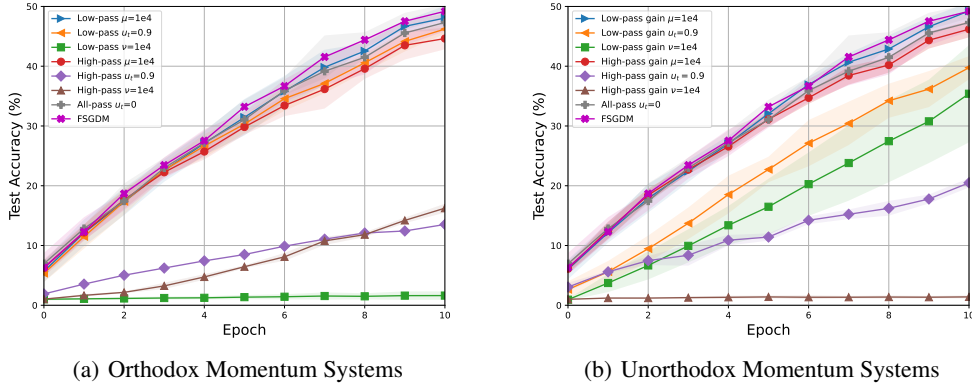 Test Accuracy (%)
50
40
30
20
10
0
0
2
4
6
8
10
Epoch
Low-pass μ=1e4
Low-pass u_t=0.9
Low-pass ν=1e4
High-pass μ=1e4
High-pass u_t=0.9
High-pass ν=1e4
All-pass u_t=0
FSGDM
(a) Orthodox Momentum Systems
Test Accuracy (%)
50
40
30
20
10
0
0
2
4
6
8
10
Epoch
Low-pass gain μ=1e4
Low-pass gain u_t=0.9
Low-pass gain ν=1e4
High-pass gain μ=1e4
High-pass gain u_t=0.9
High-pass gain ν=1e4
All-pass u_t=0
FSGDM
(b) Unorthodox Momentum Systems